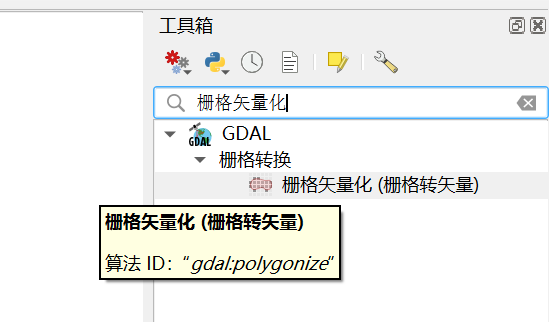 工具箱
栅格矢量化
GDAL
GDAL
栅格转换
栅格矢量化 (栅格转矢量)
栅格矢量化 (栅格转矢量)
算法 ID：“gdal:polygonize”